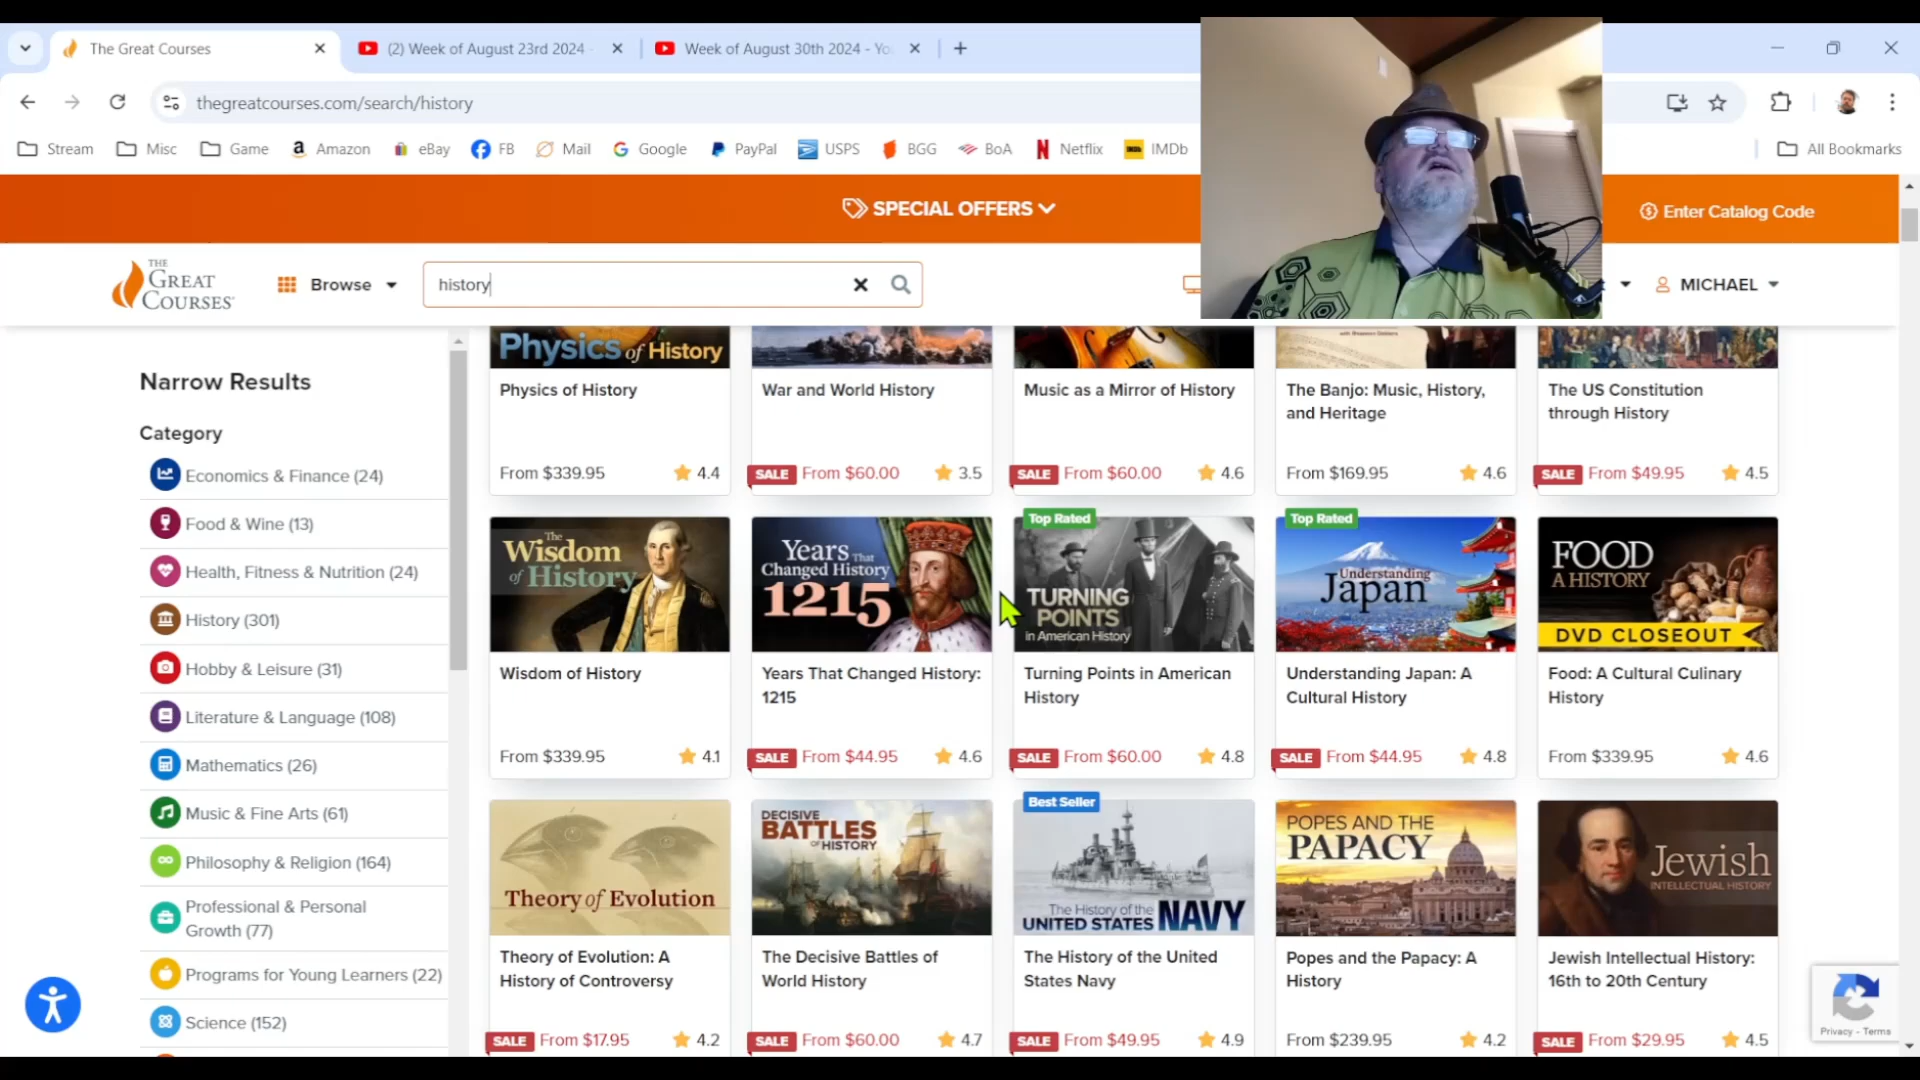 The Great Courses
(2) Week of August 23rd 2024 -
Week of August 30th 2024 - Yo
thegreatcourses.com/search/history
Stream
Misc
Game
Amazon
eBay
FB
Mail
Google
PayPal
USPS
BGG
BoA
Netflix
IMDb
All Bookmarks
SPECIAL OFFERS
Enter Catalog Code
THE
GREAT
COURSES
Browse
history
MICHAEL
Narrow Results
Category
Economics & Finance (24)
Food & Wine (13)
Health, Fitness & Nutrition (24)
History (301)
Hobby & Leisure (31)
Literature & Language (108)
Mathematics (26)
Music & Fine Arts (61)
Philosophy & Religion (164)
Professional & Personal
Growth (77)
Programs for Young Learners (22)
Science (152)
Physics of History
Physics of History
From $339.95
4.4
War and World History
SALE From $60.00
3.5
Music as a Mirror of History
SALE From $60.00
4.6
The Banjo: Music, History,
and Heritage
From $169.95
4.6
The US Constitution
through History
SALE From $49.95
4.5
The
Wisdom
of History
Wisdom of History
From $339.95
4.1
Years That
Changed History
1215
Years That Changed History:
1215
SALE From $44.95
4.6
Top Rated
TURNING
POINTS
in American History
Turning Points in American
History
SALE From $60.00
4.8
Top Rated
Understanding
Japan
Understanding Japan: A
Cultural History
SALE From $44.95
4.8
FOOD
A HISTORY
DVD CLOSEOUT
Food: A Cultural Culinary
History
From $339.95
4.6
Theory of Evolution
Theory of Evolution: A
History of Controversy
SALE From $17.95
4.2
DECISIVE
BATTLES
OF HISTORY
The Decisive Battles of
World History
SALE From $60.00
4.7
Best Seller
The History of the
UNITED STATES NAVY
The History of the United
States Navy
SALE From $49.95
4.9
POPES AND THE
PAPACY
Popes and the Papacy: A
History
From $239.95
4.2
Jewish
INTELLECTUAL HISTORY
Jewish Intellectual History:
16th to 20th Century
SALE From $29.95
4.5
Privacy - Terms